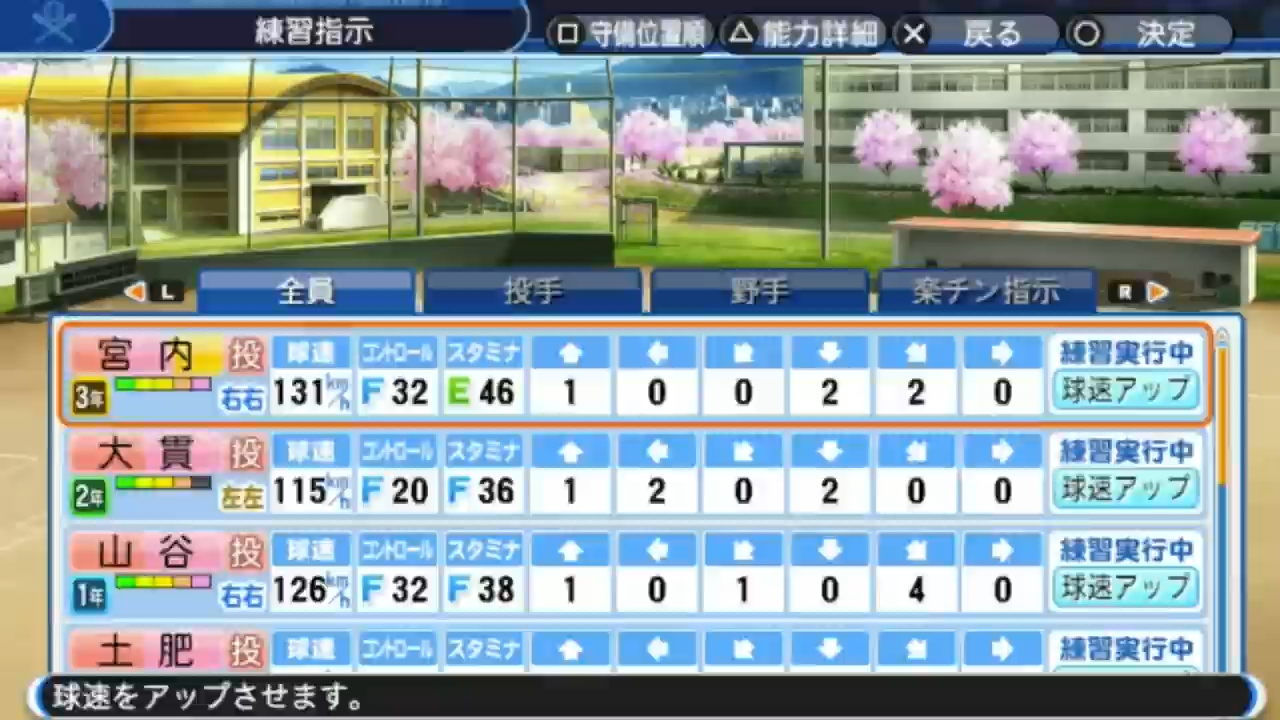 練習指示 □守備位置順 △能力詳細 ✕戻る ○決定
L 全員 投手 野手 楽チン指示 R
宮内 投 球速 コントロール スタミナ ↑ ← ↙ ↓ ↘ → 練習実行中
3年 右右 131km/h F 32 E 46 1 0 0 2 2 0 球速アップ
大貫 投 球速 コントロール スタミナ ↑ ← ↙ ↓ ↘ → 練習実行中
2年 左左 115km/h F 20 F 36 1 2 0 2 0 0 球速アップ
山谷 投 球速 コントロール スタミナ ↑ ← ↙ ↓ ↘ → 練習実行中
1年 右右 126km/h F 32 F 38 1 0 1 0 4 0 球速アップ
土肥 投 球速 コントロール スタミナ ↑ ← ↙ ↓ ↘ → 練習実行中
球速をアップさせます。